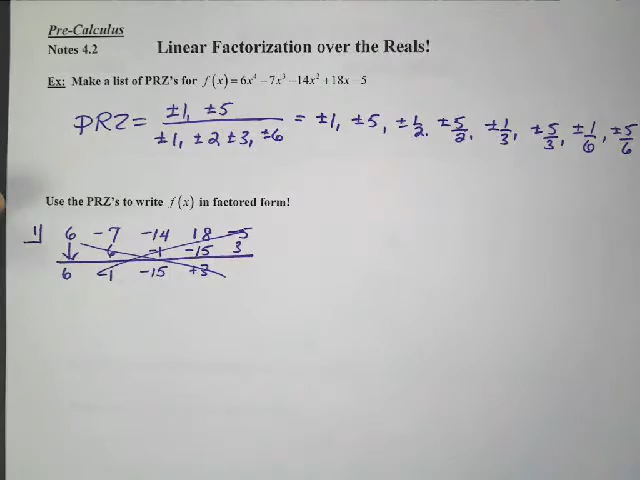 Pre-Calculus
Notes 4.2 Linear Factorization over the Reals!
Ex: Make a list of PRZ's for f(x) = 6x⁴ − 7x³ − 14x² + 18x − 5
PRZ = ±1, ±5 / ±1, ±2 ±3, ±6 = ±1, ±5, ±1/2, ±5/2, ±1/3, ±5/3, ±1/6, ±5/6
Use the PRZ's to write f(x) in factored form!
1 6 -7 -14 18 -5
6 -1 -15 3
6 -1 -15 +3